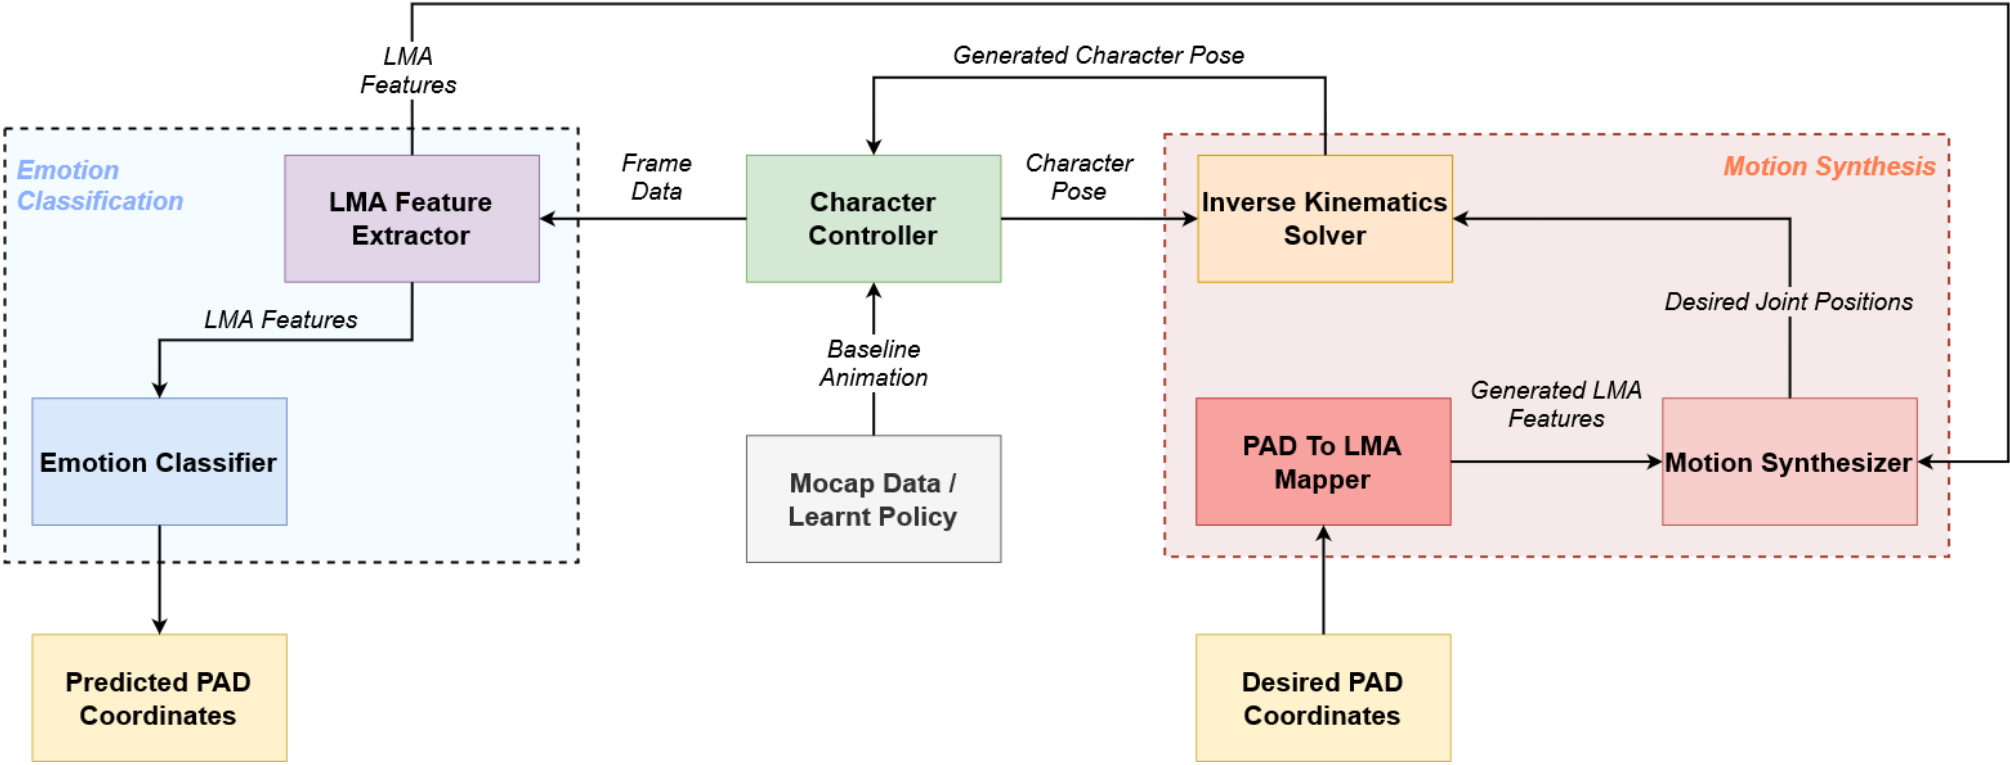 LMA
Features
Generated Character Pose
Emotion
Classification
LMA Feature
Extractor
Frame
Data
Character
Controller
Character
Pose
Inverse Kinematics
Solver
Motion Synthesis
LMA Features
Desired Joint Positions
Baseline
Animation
Generated LMA
Features
Emotion Classifier
Mocap Data /
Learnt Policy
PAD To LMA
Mapper
Motion Synthesizer
Predicted PAD
Coordinates
Desired PAD
Coordinates